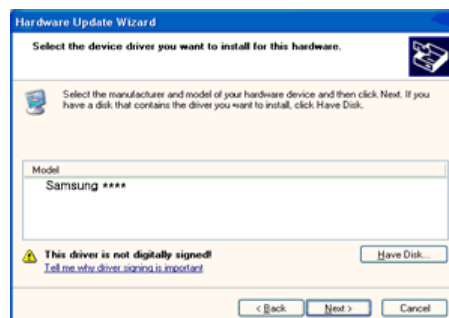 Hardware Update Wizard
Select the device driver you want to install for this hardware.
Select the manufacturer and model of your hardware device and then click Next. If you
have a disk that contains the driver you want to install, click Have Disk.
Model
Samsung ****
This driver is not digitally signed!
Tell me why driver signing is important
Have Disk...
< Back
Next >
Cancel